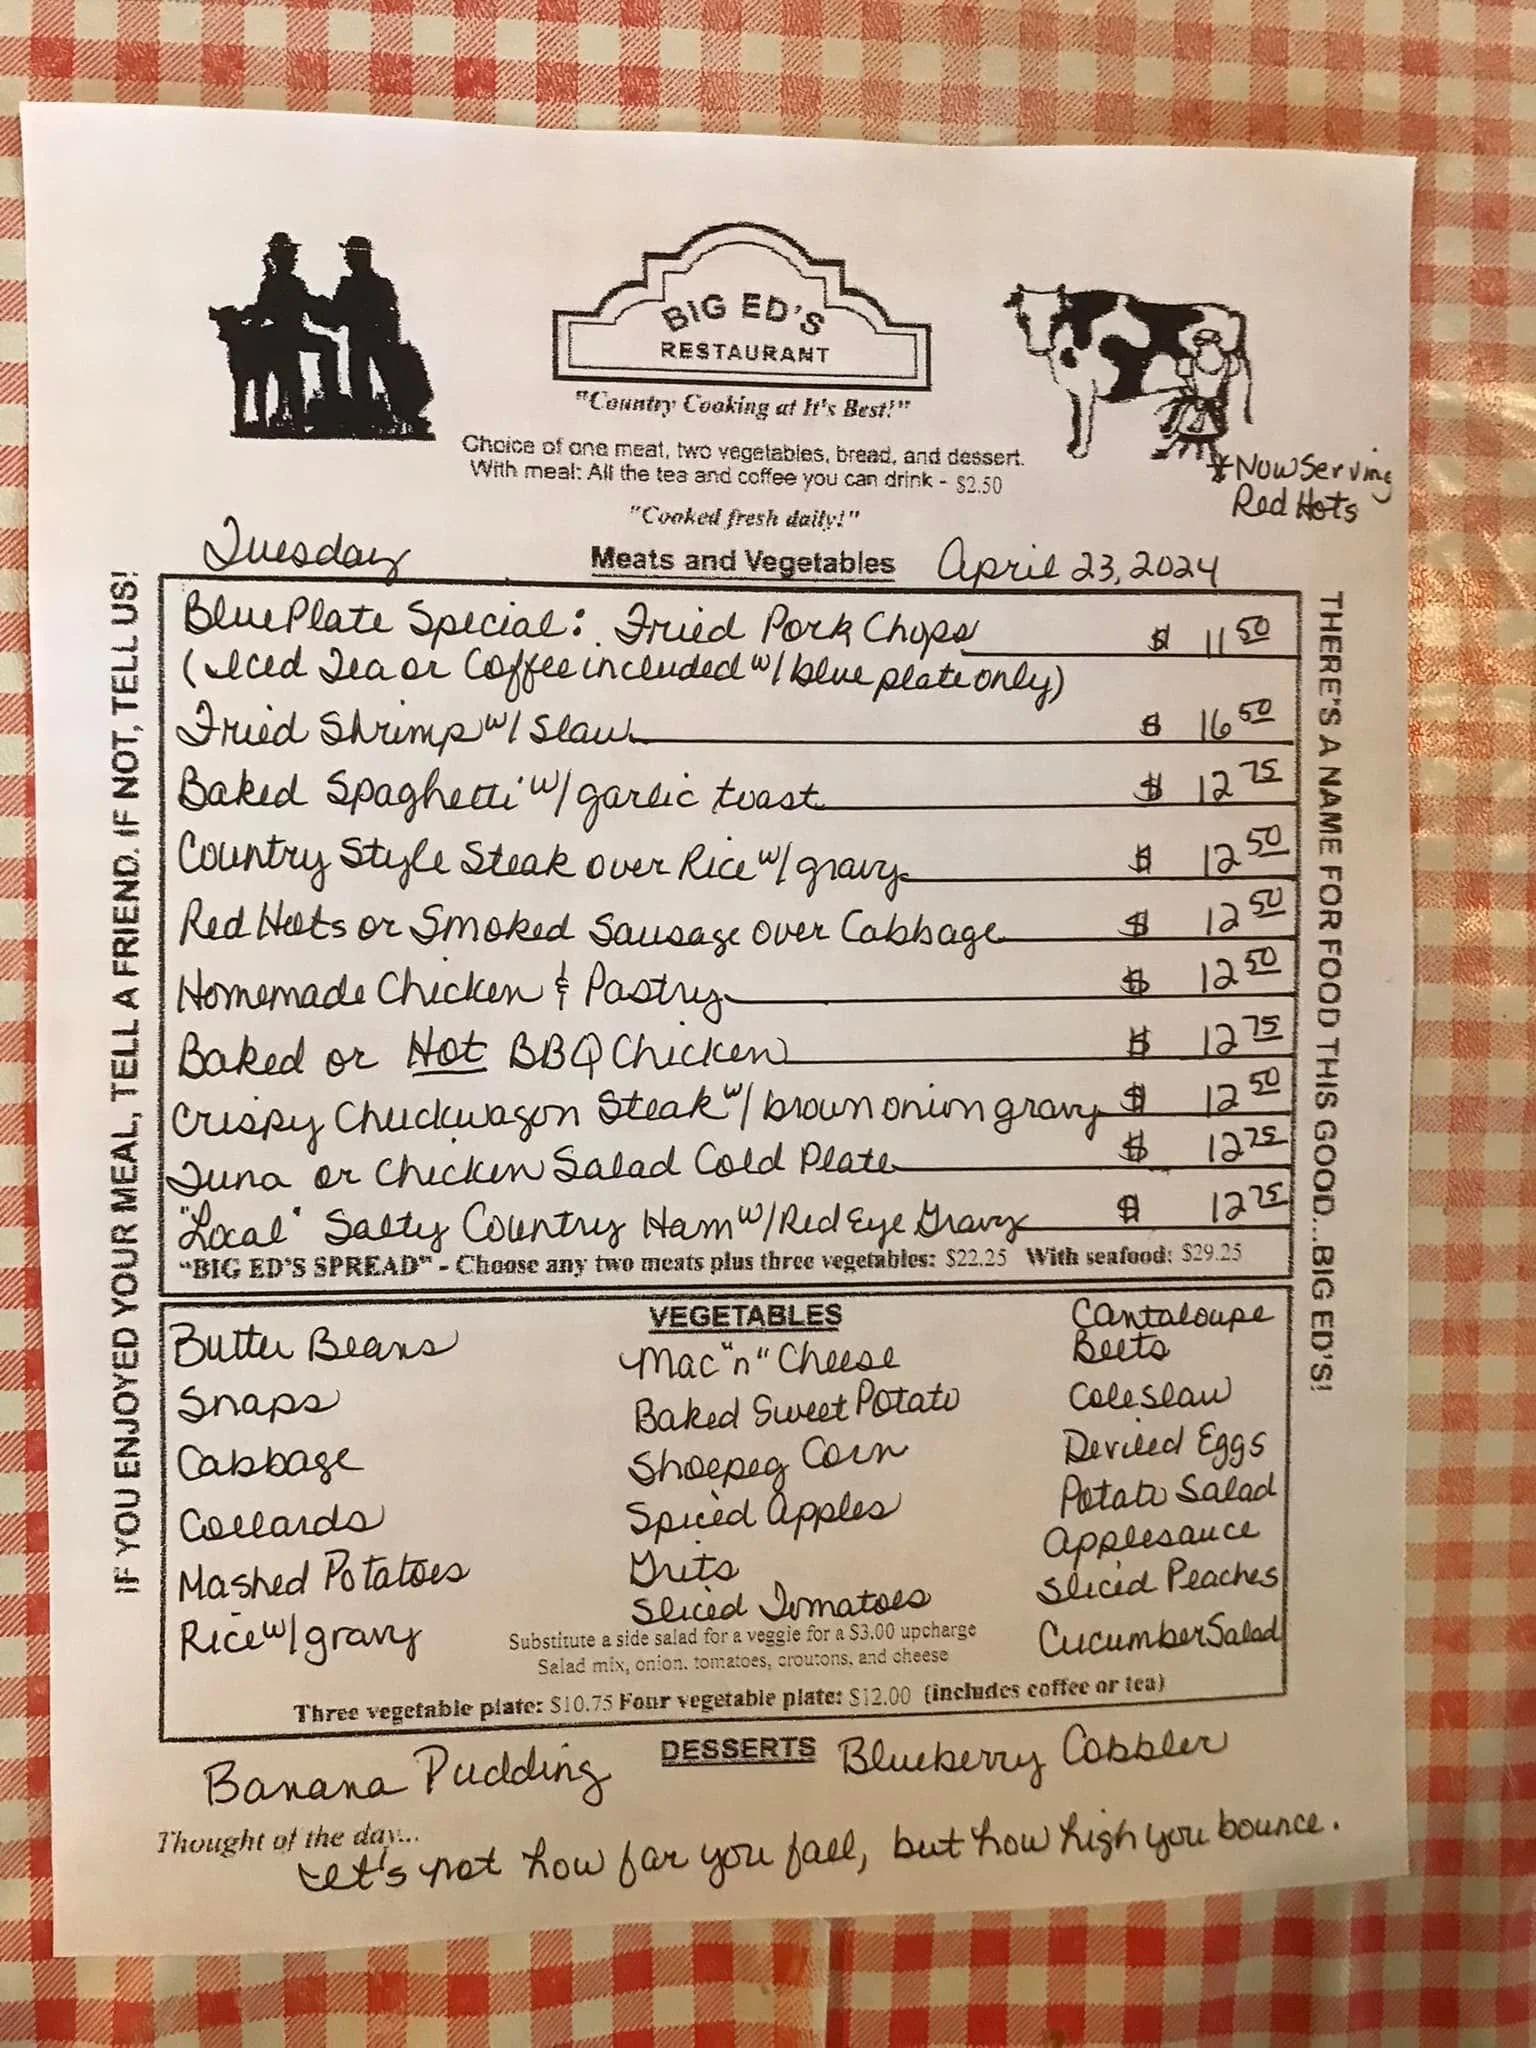 BIG ED'S
RESTAURANT
"Country Cooking at It's Best!"
Choice of one meat, two vegetables, bread, and dessert.
With meal: All the tea and coffee you can drink - $2.50
"Cooked fresh daily!"
*Now Serving
Red Hots
Tuesday Meats and Vegetables April 23, 2024
IF YOU ENJOYED YOUR MEAL, TELL A FRIEND. IF NOT, TELL US!
Blue Plate Special: Fried Pork Chops $ 11 50
(Iced Tea or Coffee included w/ blue plate only)
Fried Shrimp w/ Slaw $ 16 50
Baked Spaghetti w/ garlic toast $ 12 75
Country Style Steak over Rice w/ gravy $ 12 50
Red Hots or Smoked Sausage over Cabbage $ 12 50
Homemade Chicken & Pastry $ 12 50
Baked or Hot BBQ Chicken $ 12 75
Crispy Chuckwagon Steak w/ brown onion gravy $ 12 50
Tuna or Chicken Salad Cold Plate $ 12 75
"Local" Salty Country Ham w/ Red Eye Gravy $ 12 75
"BIG ED'S SPREAD" - Choose any two meats plus three vegetables: $22.25 With seafood: $29.25
THERE'S A NAME FOR FOOD THIS GOOD...BIG ED'S!
VEGETABLES
Butter Beans
Snaps
Cabbage
Collards
Mashed Potatoes
Rice w/ gravy
Mac "n" Cheese
Baked Sweet Potato
Shoepeg Corn
Spiced Apples
Grits
Sliced Tomatoes
Cantaloupe
Beets
Coleslaw
Deviled Eggs
Potato Salad
Applesauce
Sliced Peaches
Cucumber Salad
Substitute a side salad for a veggie for a $3.00 upcharge
Salad mix, onion, tomatoes, croutons, and cheese
Three vegetable plate: $10.75 Four vegetable plate: $12.00 (includes coffee or tea)
DESSERTS
Banana Pudding Blueberry Cobbler
Thought of the day...
It's not how far you fall, but how high you bounce.